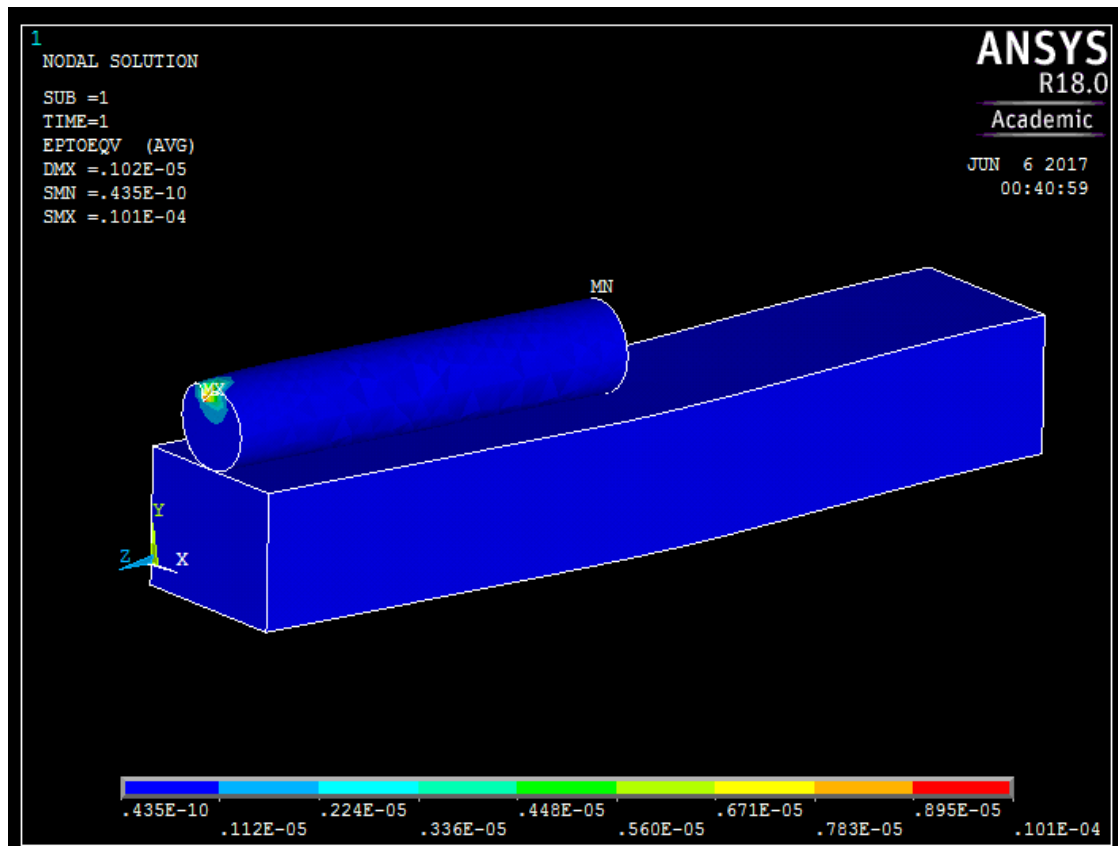 1
NODAL SOLUTION
SUB =1
TIME=1
EPTOEQV  (AVG)
DMX =.102E-05
SMN =.435E-10
SMX =.101E-04
ANSYS
R18.0
Academic
JUN  6 2017
00:40:59
MN
MX
Y
Z
X
.435E-10 .224E-05 .448E-05 .671E-05 .895E-05
.112E-05 .336E-05 .560E-05 .783E-05 .101E-04